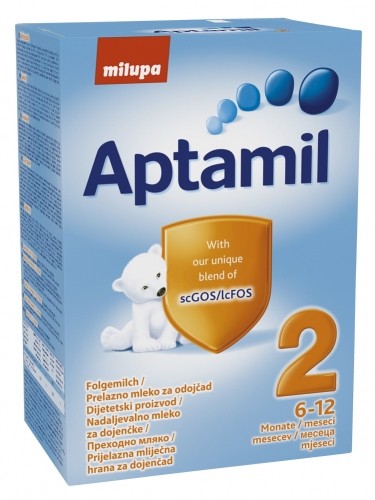 milupa
Aptamil
With
our unique
blend of
scGOS/lcFOS
2
6-12
Monate / meseci
mesecev / месеца
mjeseci
Folgemilch /
Prelazno mleko za odojčad
Dijetetski proizvod /
Nadaljevalno mleko
za dojenčke /
Преходно мляко /
Prijelazna mliječna
hrana za dojenčad